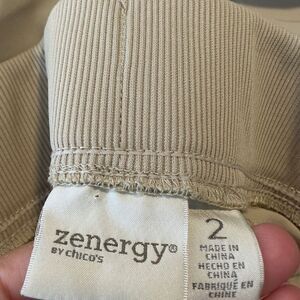 zenergy®
BY chico's
2
MADE IN
CHINA
HECHO EN
CHINA
FABRIQUÉ EN
CHINE